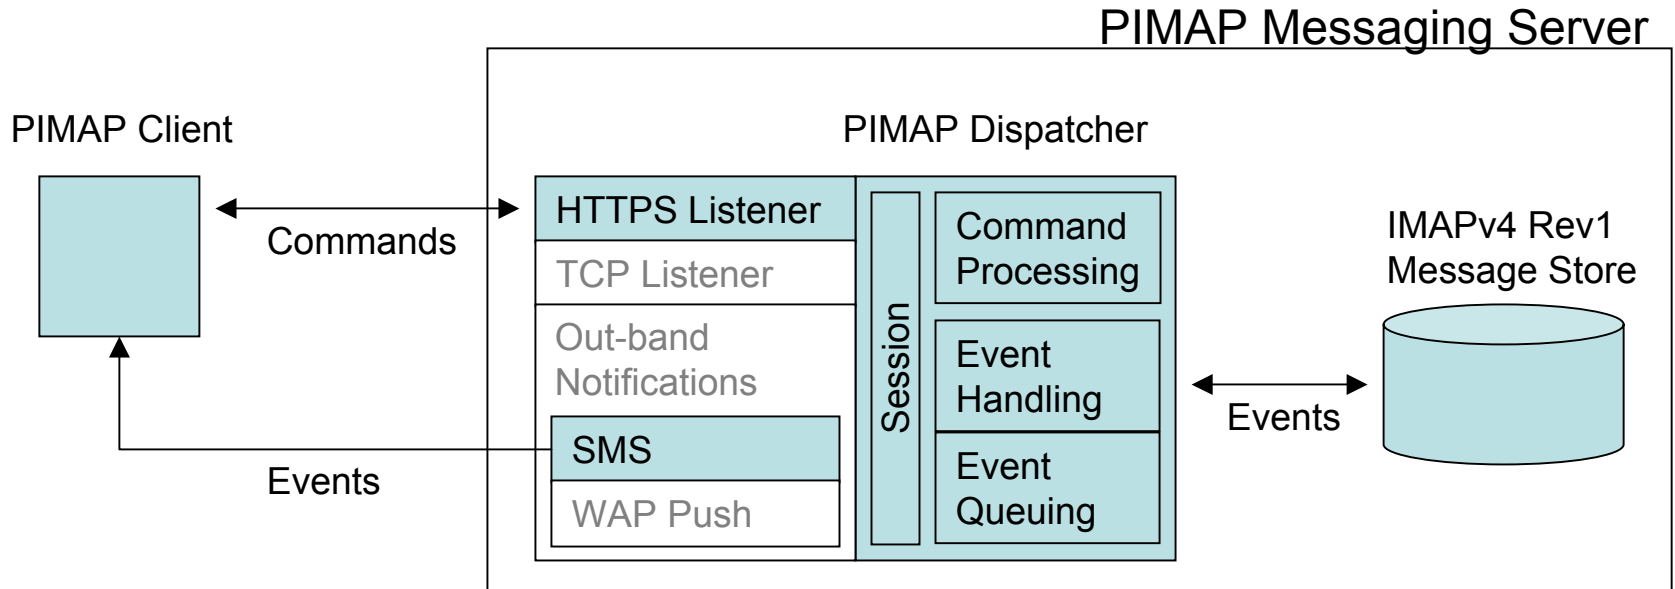 PIMAP Messaging Server
PIMAP Client
PIMAP Dispatcher
HTTPS Listener
Commands
TCP Listener
Out-band
Notifications
SMS
Events
WAP Push
Session
Command
Processing
Event
Handling
Event
Queuing
Events
IMAPv4 Rev1
Message Store